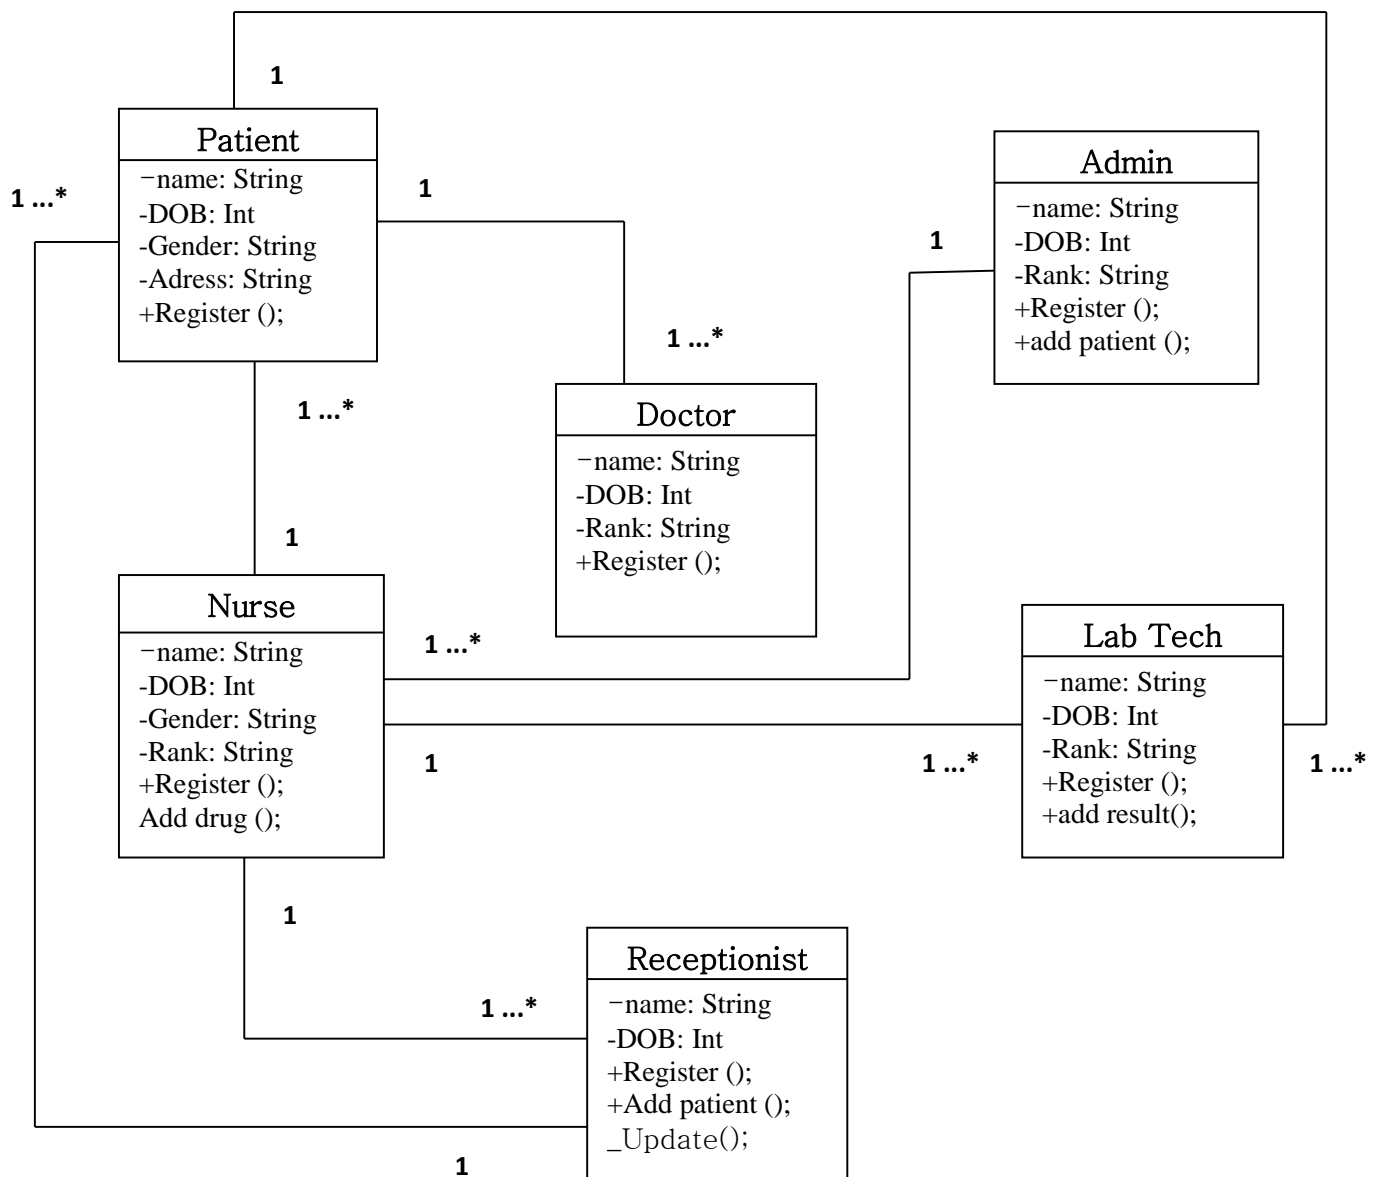 1
Patient
-name: String
-DOB: Int
-Gender: String
-Adress: String
+Register ();
1 ...*
1
Admin
-name: String
-DOB: Int
-Rank: String
+Register ();
+add patient ();
1
1 ...*
1 ...*
Doctor
-name: String
-DOB: Int
-Rank: String
+Register ();
1
Nurse
-name: String
-DOB: Int
-Gender: String
-Rank: String
+Register ();
Add drug ();
1 ...*
1
Lab Tech
-name: String
-DOB: Int
-Rank: String
+Register ();
+add result();
1 ...*
1 ...*
1
1 ...*
Receptionist
-name: String
-DOB: Int
+Register ();
+Add patient ();
_Update();
1